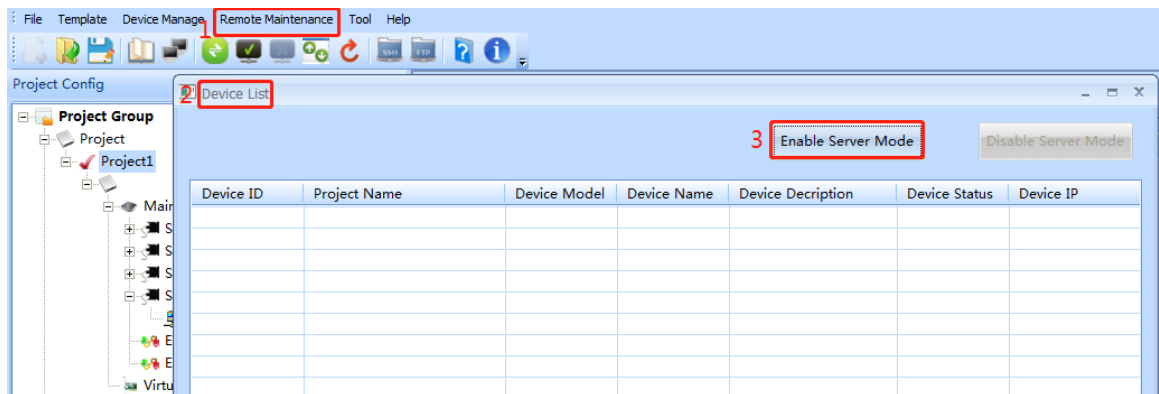 File Template Device Manage Remote Maintenance Tool Help
1
SSH FTP
Project Config
2 Device List
Project Group
Project
Project1
3 Enable Server Mode Disable Server Mode
Device ID Project Name Device Model Device Name Device Decription Device Status Device IP
Main
S
S
S
S
E
E
Virtu